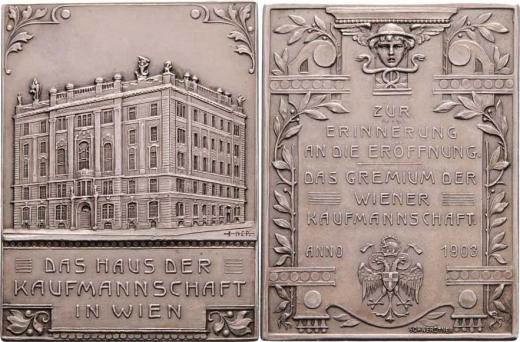 DAS HAUS DER
KAUFMANNSCHAFT
IN WIEN
ZUR
ERINNERUNG
AN DIE ERÖFFNUNG.
DAS GREMIUM DER
WIENER
KAUFMANNSCHAFT.
ANNO 1903